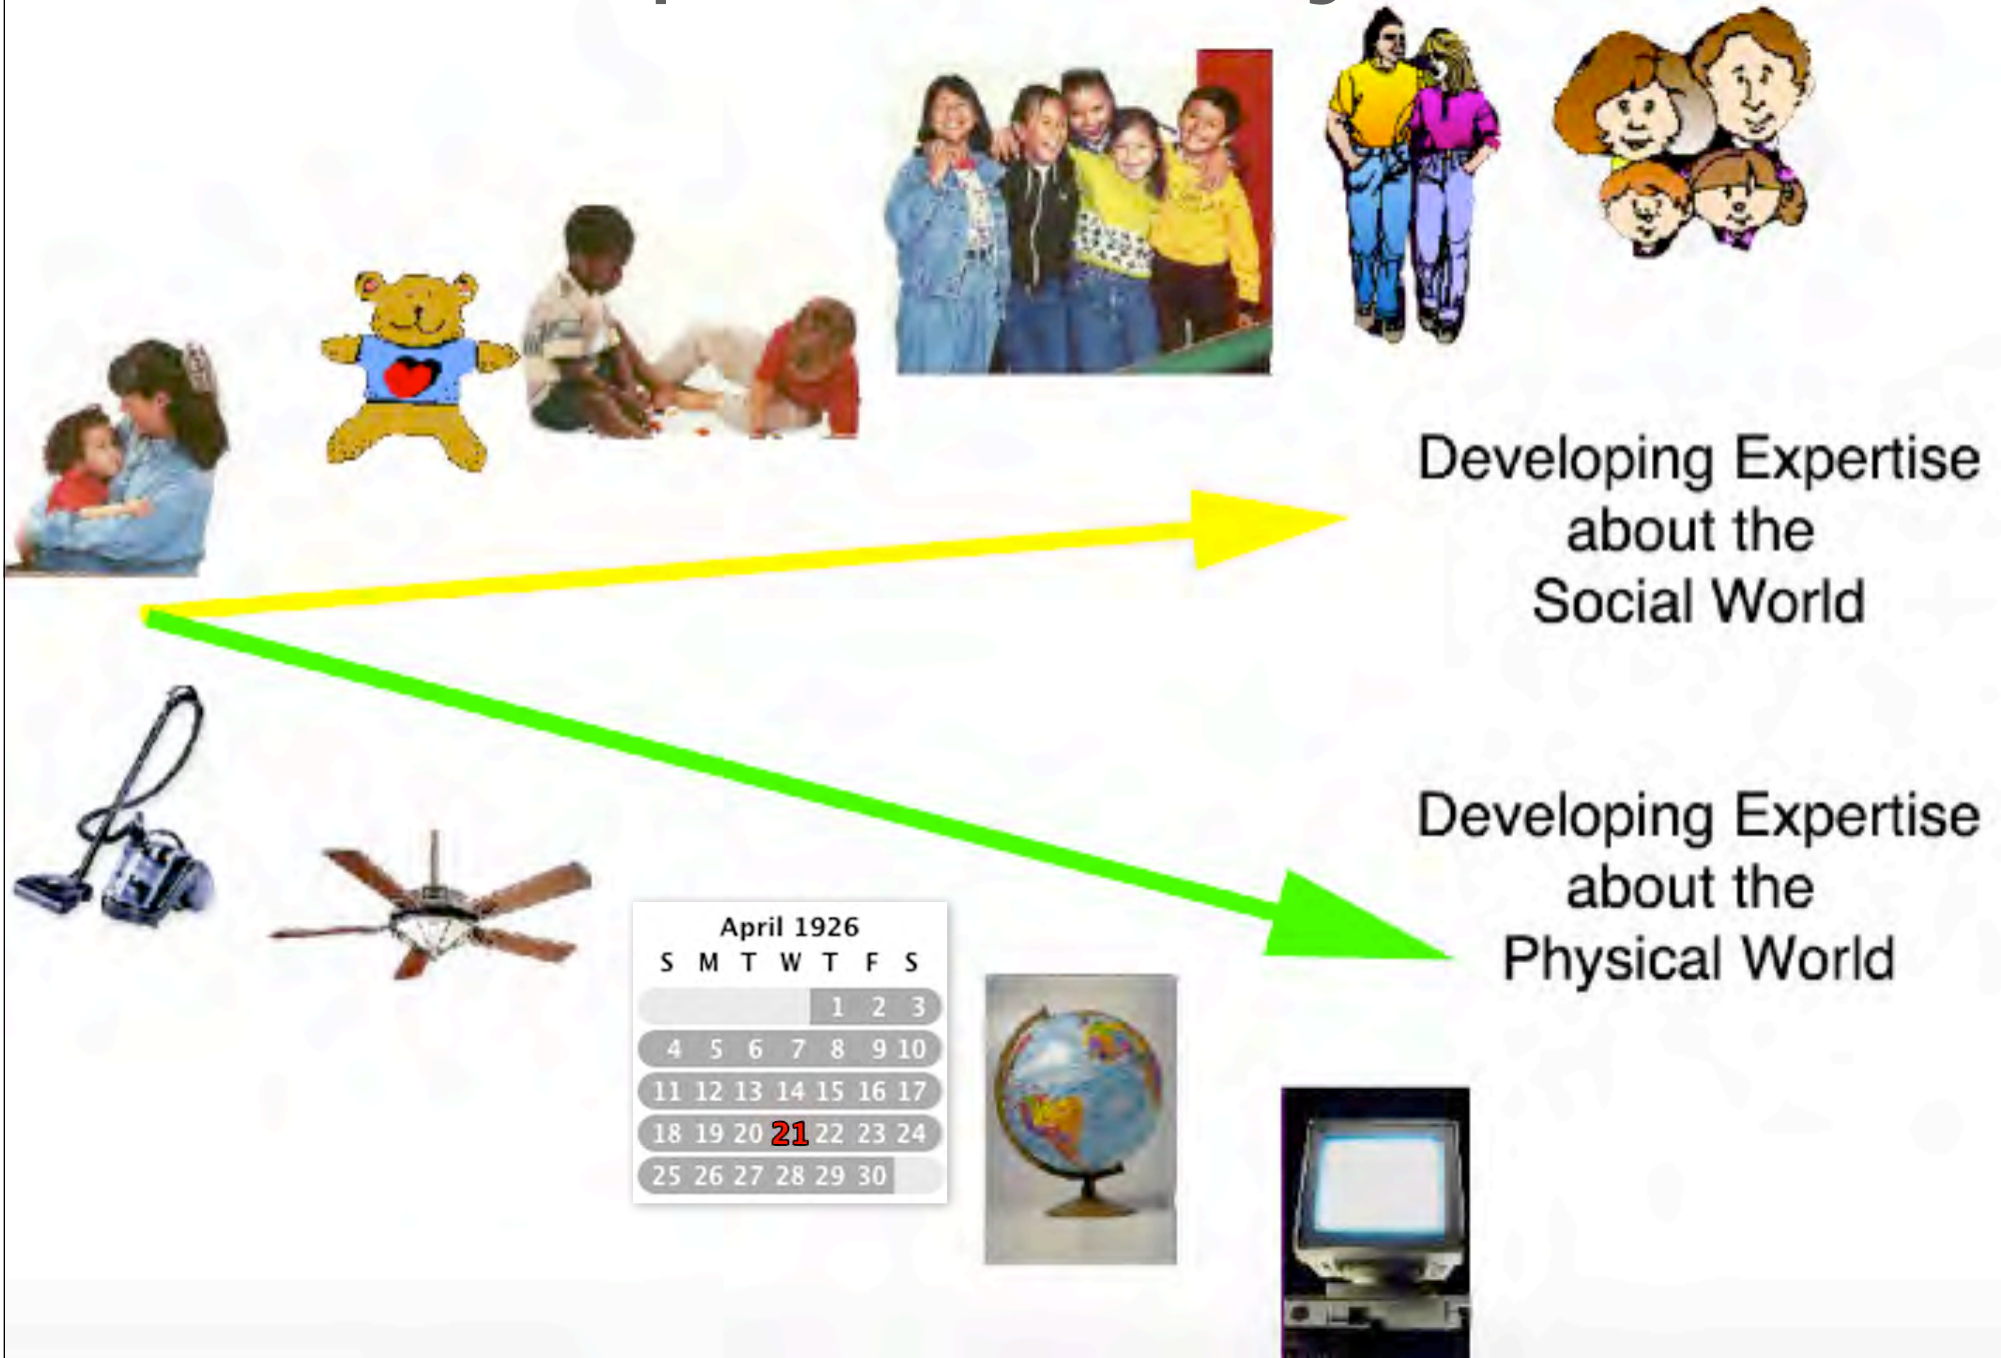 Developing Expertise
about the
Social World
Developing Expertise
about the
Physical World
April 1926
S M T W T F S
1 2 3
4 5 6 7 8 9 10
11 12 13 14 15 16 17
18 19 20 21 22 23 24
25 26 27 28 29 30